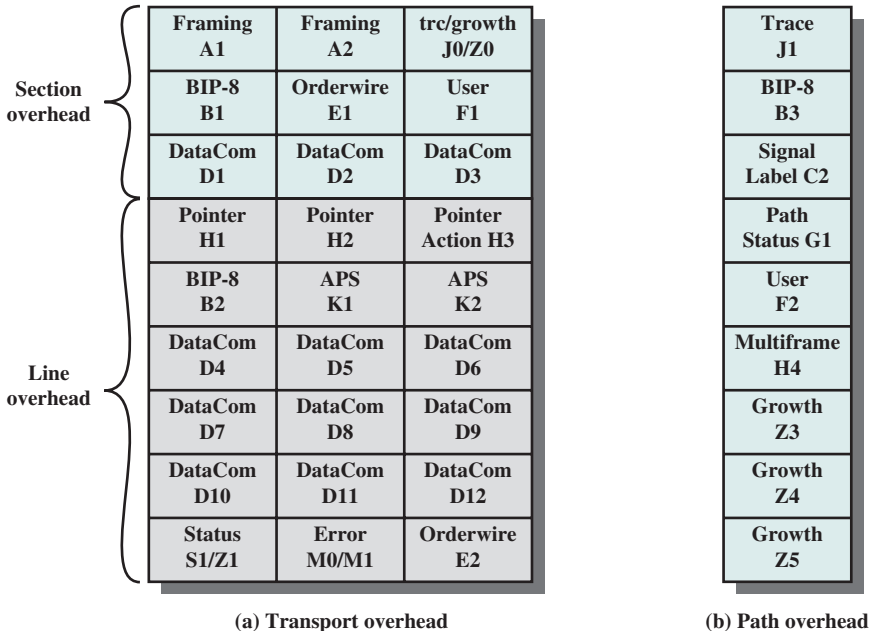 Section
overhead
Line
overhead
Framing
A1
Framing
A2
trc/growth
J0/Z0
BIP-8
B1
Orderwire
E1
User
F1
DataCom
D1
DataCom
D2
DataCom
D3
Pointer
H1
Pointer
H2
Pointer
Action H3
BIP-8
B2
APS
K1
APS
K2
DataCom
D4
DataCom
D5
DataCom
D6
DataCom
D7
DataCom
D8
DataCom
D9
DataCom
D10
DataCom
D11
DataCom
D12
Status
S1/Z1
Error
M0/M1
Orderwire
E2
(a) Transport overhead
Trace
J1
BIP-8
B3
Signal
Label C2
Path
Status G1
User
F2
Multiframe
H4
Growth
Z3
Growth
Z4
Growth
Z5
(b) Path overhead